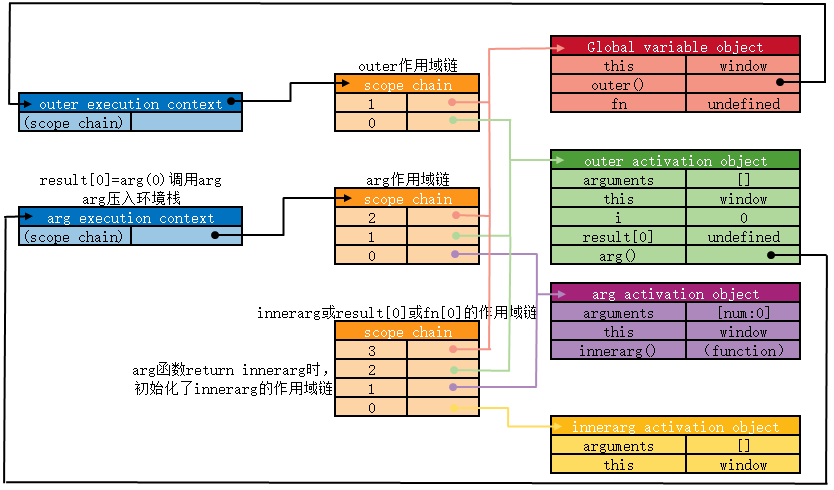 outer作用域链
scope chain
1
0
outer execution context
(scope chain)
Global variable object
this window
outer()
fn undefined
outer activation object
arguments []
this window
i 0
result[0] undefined
arg()
result[0]=arg(0)调用arg
arg压入环境栈
arg execution context
(scope chain)
arg作用域链
scope chain
2
1
0
arg activation object
arguments [num:0]
this window
innerarg() (function)
innerarg或result[0]或fn[0]的作用域链
scope chain
3
2
1
0
arg函数return innerarg时，
初始化了innerarg的作用域链
innerarg activation object
arguments []
this window